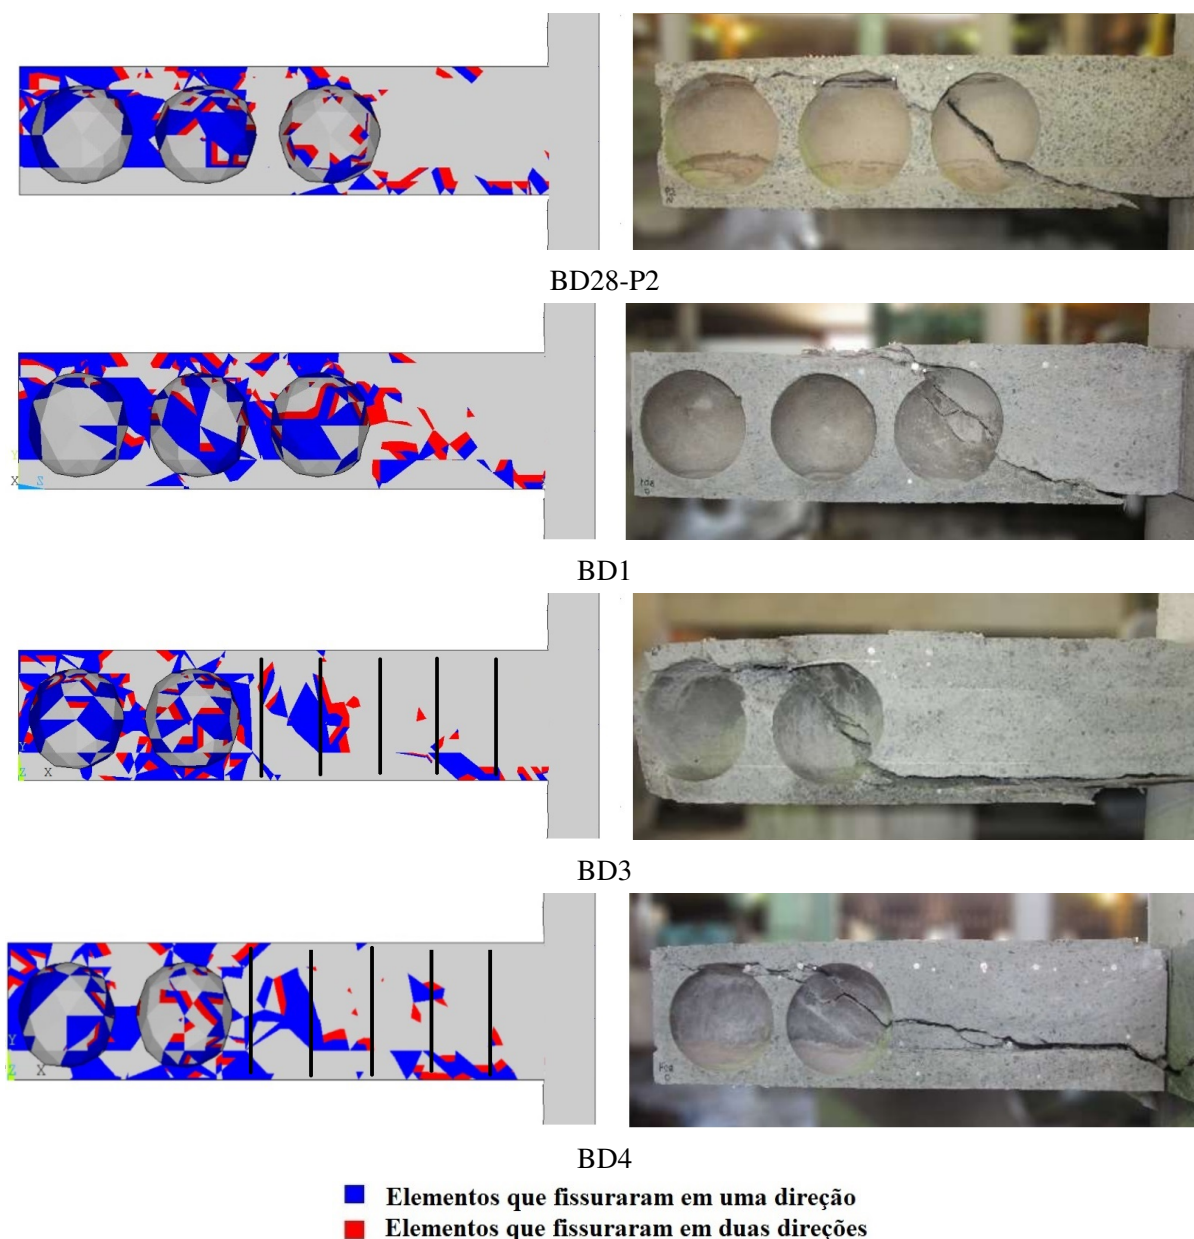 BD28-P2
Y
X
Z
BD1
Y
Z
X
BD3
Y
Z
X
BD4
Elementos que fissuraram em uma direção
Elementos que fissuraram em duas direções